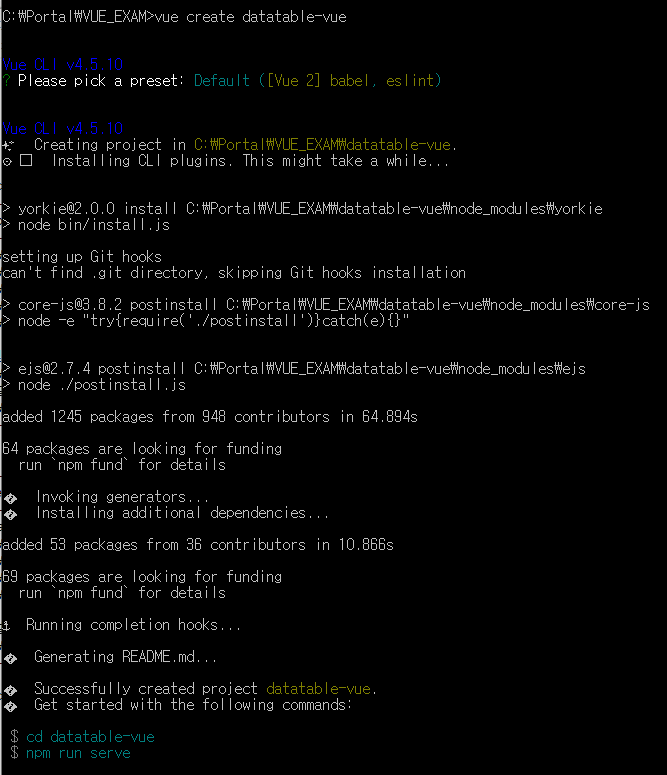 C:₩Portal₩VUE_EXAM>vue create datatable-vue
Vue CLI v4.5.10
? Please pick a preset: Default ([Vue 2] babel, eslint)
Vue CLI v4.5.10
Creating project in C:₩Portal₩VUE_EXAM₩datatable-vue.
Installing CLI plugins. This might take a while...
> yorkie@2.0.0 install C:₩Portal₩VUE_EXAM₩datatable-vue₩node_modules₩yorkie
> node bin/install.js
setting up Git hooks
can't find .git directory, skipping Git hooks installation
> core-js@3.8.2 postinstall C:₩Portal₩VUE_EXAM₩datatable-vue₩node_modules₩core-js
> node -e "try{require('./postinstall')}catch(e){}"
> ejs@2.7.4 postinstall C:₩Portal₩VUE_EXAM₩datatable-vue₩node_modules₩ejs
> node ./postinstall.js
added 1245 packages from 948 contributors in 64.894s
64 packages are looking for funding
run `npm fund` for details
� Invoking generators...
� Installing additional dependencies...
added 53 packages from 36 contributors in 10.866s
69 packages are looking for funding
run `npm fund` for details
⚓ Running completion hooks...
� Generating README.md...
� Successfully created project datatable-vue.
� Get started with the following commands:
$ cd datatable-vue
$ npm run serve